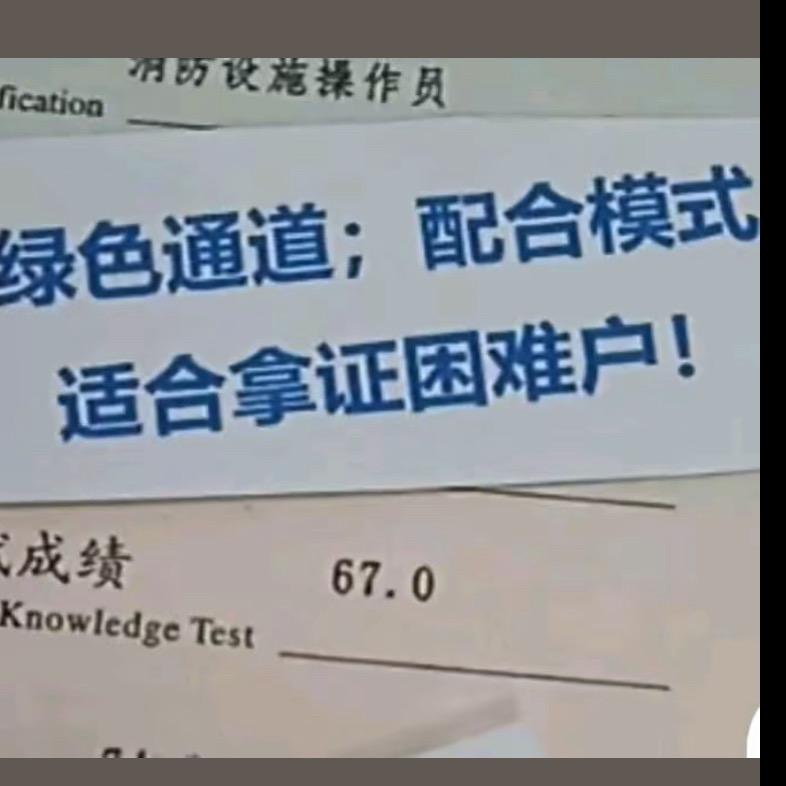 消防设施操作员
fication
绿色通道；配合模式
适合拿证困难户！
成绩
67.0
Knowledge Test